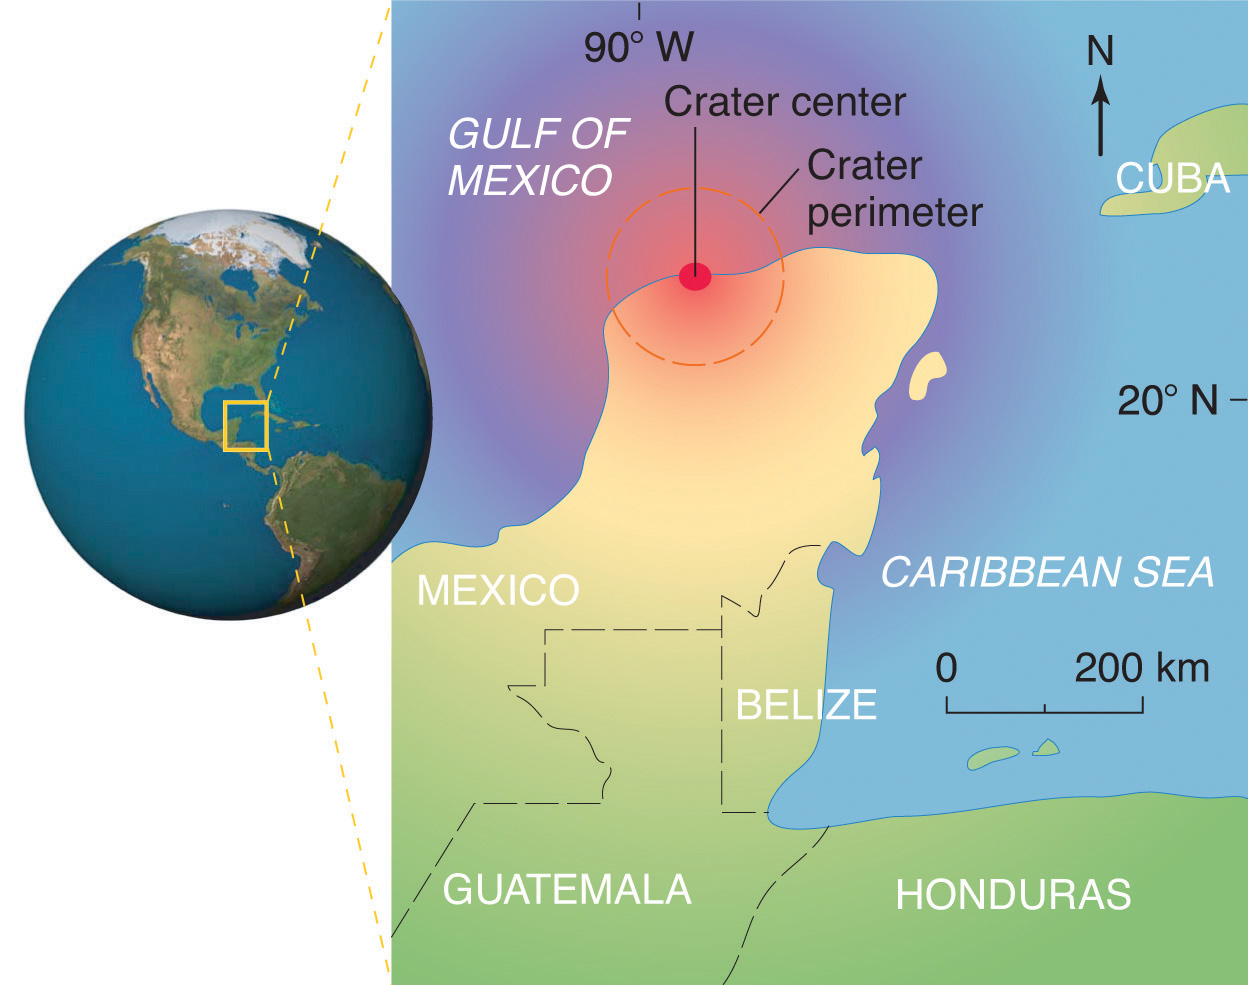 90° W
N
Crater center
GULF OF
MEXICO
Crater
perimeter
CUBA
20° N
MEXICO
CARIBBEAN SEA
0 200 km
BELIZE
GUATEMALA
HONDURAS